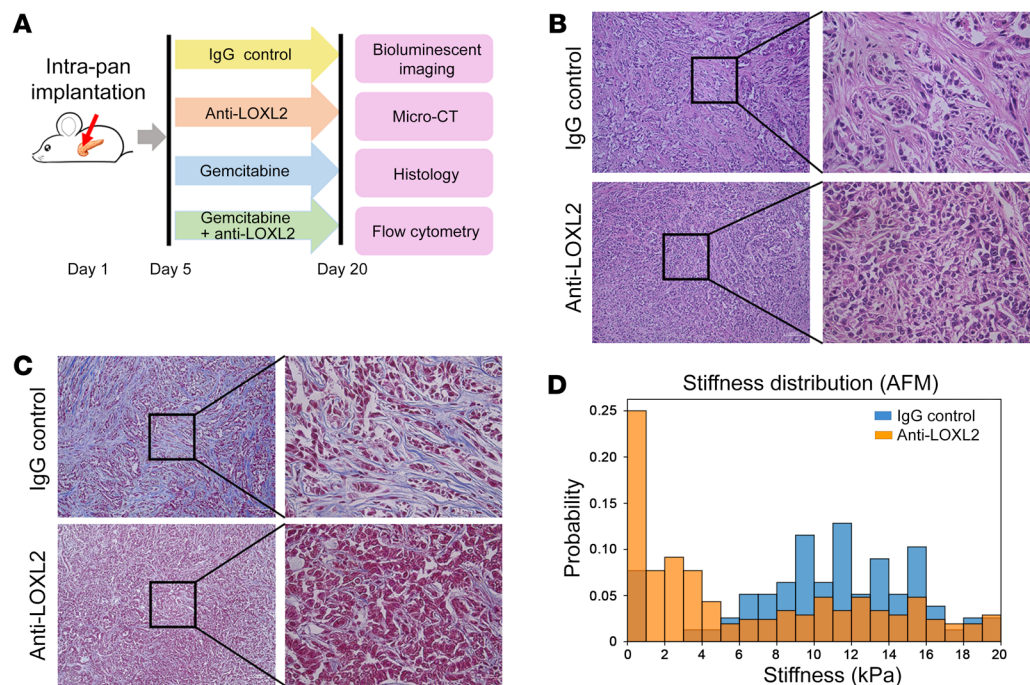 A
Intra-pan
implantation
IgG control
Anti-LOXL2
Gemcitabine
Gemcitabine
+ anti-LOXL2
Bioluminescent
imaging
Micro-CT
Histology
Flow cytometry
Day 1
Day 5
Day 20
B
IgG control
Anti-LOXL2
C
IgG control
Anti-LOXL2
D
Stiffness distribution (AFM)
IgG control
Anti-LOXL2
Probability
0.25
0.20
0.15
0.10
0.05
0
0 2 4 6 8 10 12 14 16 18 20
Stiffness (kPa)